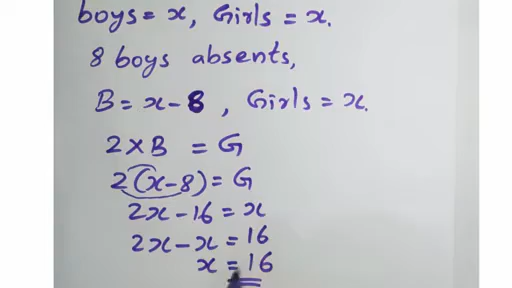 boys = x, Girls = x.
8 boys absents,
B = x - 8 , Girls = x.
2 × B = G
2 (x - 8) = G
2x - 16 = x
2x - x = 16
x = 16